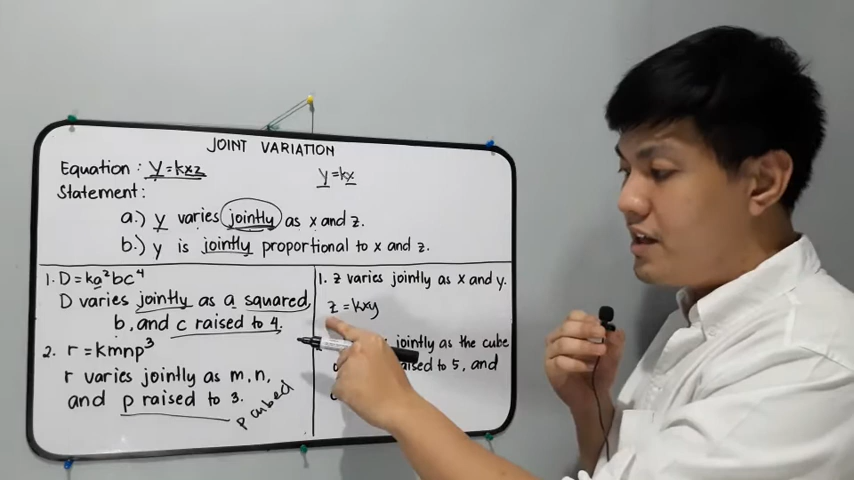 JOINT VARIATION
Equation: y=kxz
y=kx
Statement:
a.) y varies jointly as x and z.
b.) y is jointly proportional to x and z.
1. D=ka²bc⁴
D varies jointly as a squared,
b, and c raised to 4.
2. r=kmnp³
r varies jointly as m, n,
and p raised to 3.
p cubed
1. z varies jointly as x and y.
z=kxy
jointly as the cube
raised to 5, and